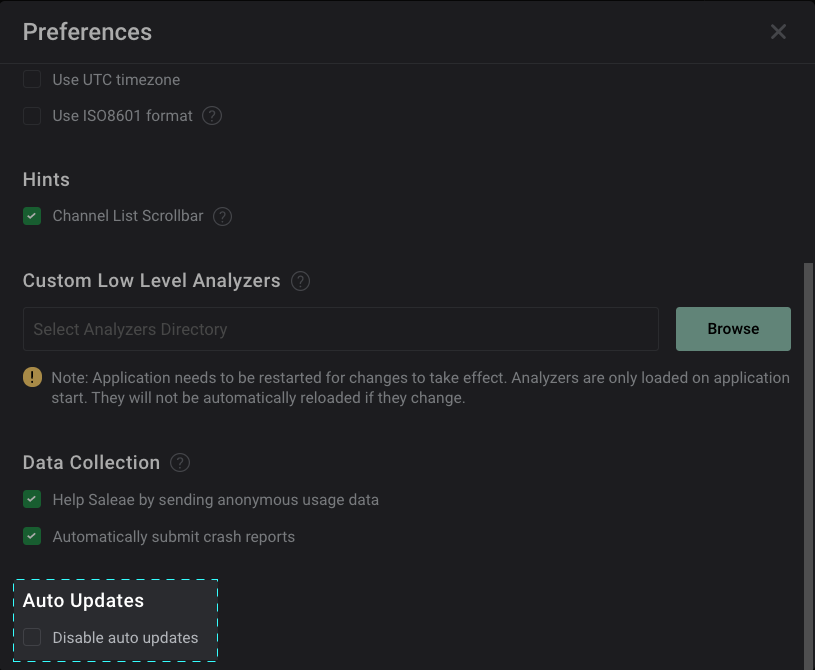 Preferences
Use UTC timezone
Use ISO8601 format ?
Hints
Channel List Scrollbar ?
Custom Low Level Analyzers ?
Select Analyzers Directory
Browse
! Note: Application needs to be restarted for changes to take effect. Analyzers are only loaded on application
start. They will not be automatically reloaded if they change.
Data Collection ?
Help Saleae by sending anonymous usage data
Automatically submit crash reports
Auto Updates
Disable auto updates